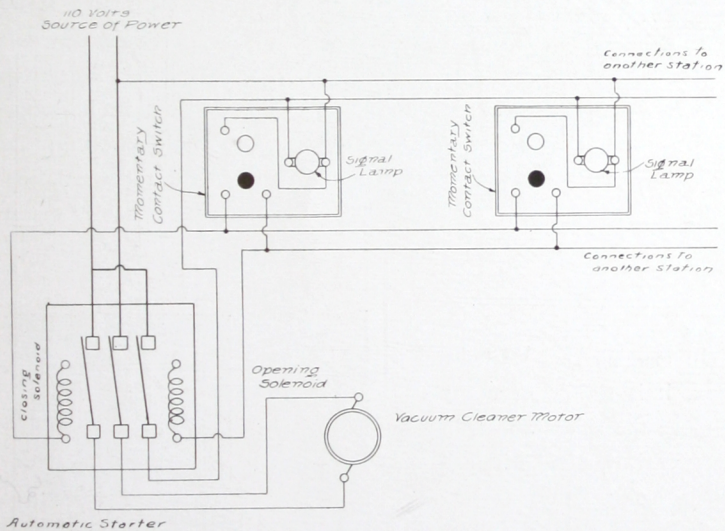 110 Volts
Source of Power
Connections to
another Station
Momentary
Contact Switch
Signal
Lamp
Momentary
Contact Switch
Signal
Lamp
Connections to
another Station
Closing
Solenoid
Opening
Solenoid
Vacuum Cleaner Motor
Automatic Starter